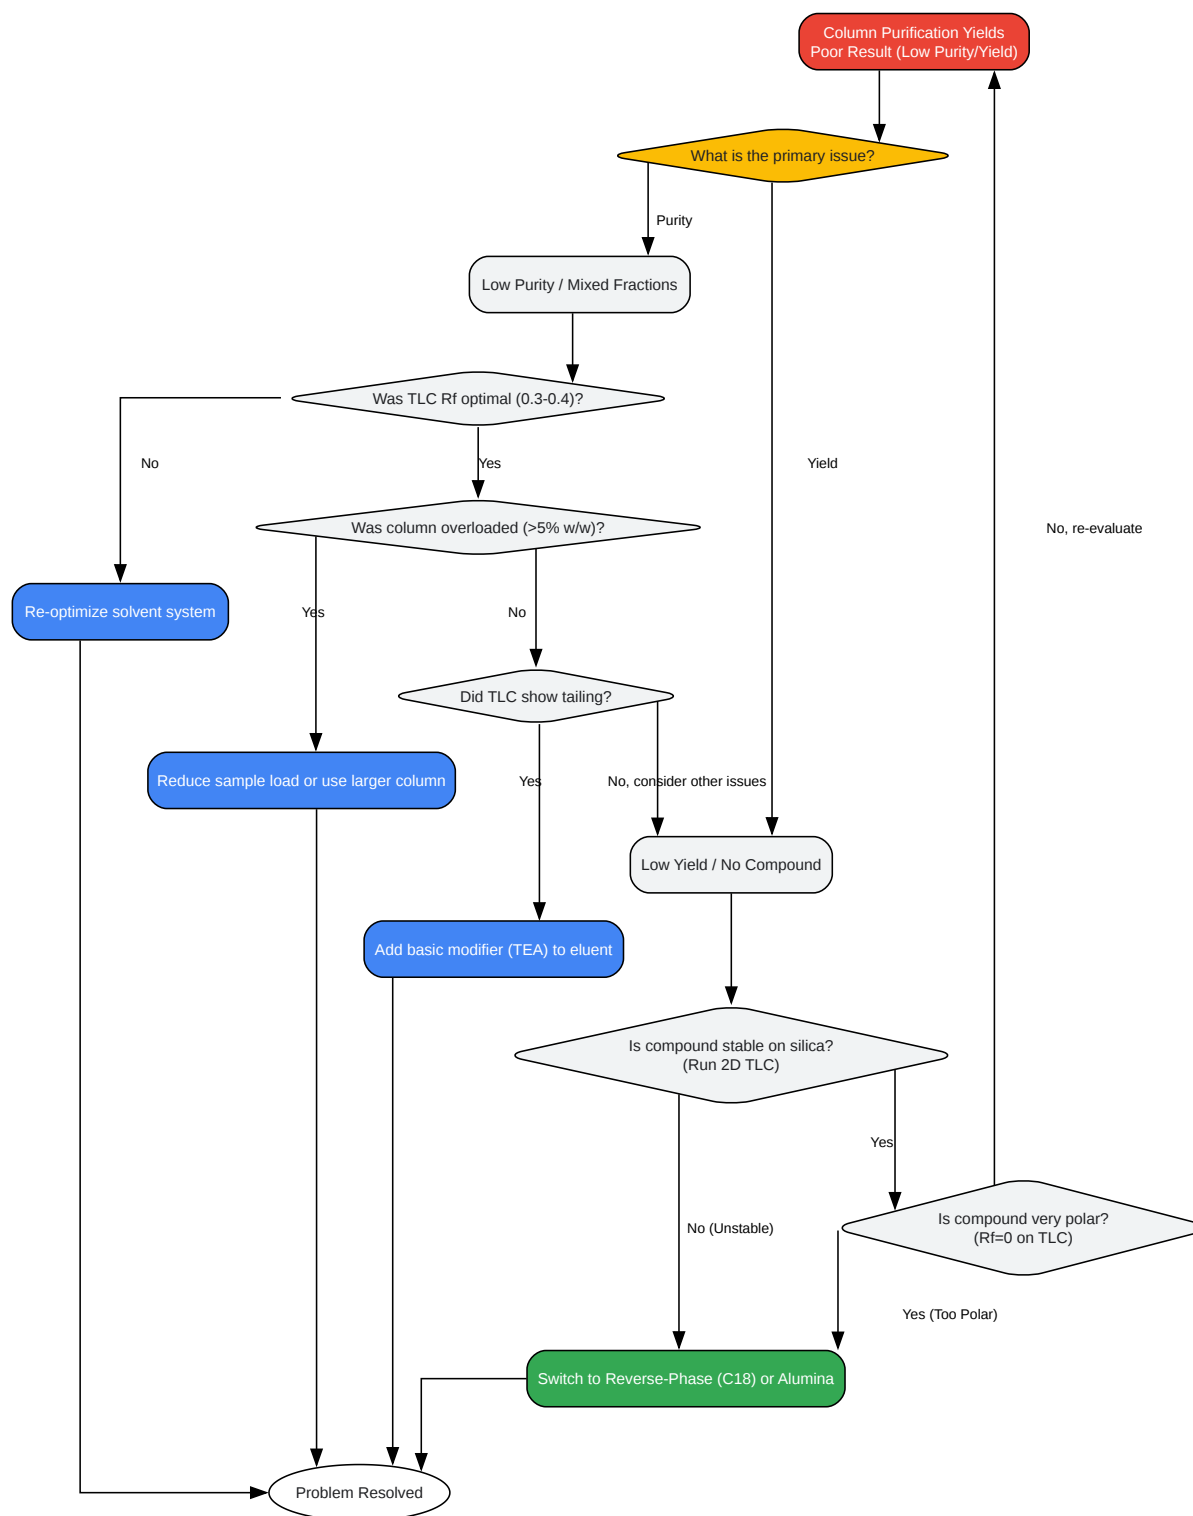 Column Purification Yields
Poor Result (Low Purity/Yield)
What is the primary issue?
Purity
Low Purity / Mixed Fractions
Was TLC Rf optimal (0.3-0.4)?
No
Yes
Yield
Was column overloaded (>5% w/w)?
No, re-evaluate
Re-optimize solvent system
Yes
No
Did TLC show tailing?
Reduce sample load or use larger column
Yes
No, consider other issues
Low Yield / No Compound
Add basic modifier (TEA) to eluent
Is compound stable on silica?
(Run 2D TLC)
Yes
No (Unstable)
Is compound very polar?
(Rf=0 on TLC)
Yes (Too Polar)
Switch to Reverse-Phase (C18) or Alumina
Problem Resolved